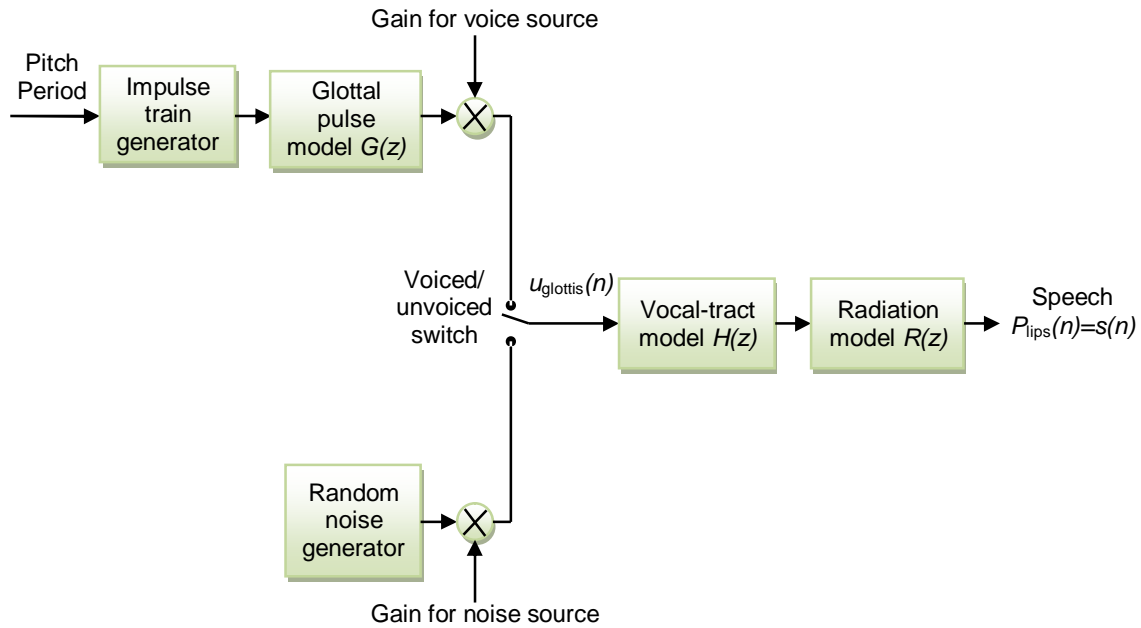 Gain for voice source
Pitch
Period
Impulse
train
generator
Glottal
pulse
model G(z)
Voiced/
unvoiced
switch
uglottis(n)
Vocal-tract
model H(z)
Radiation
model R(z)
Speech
Plips(n)=s(n)
Random
noise
generator
Gain for noise source